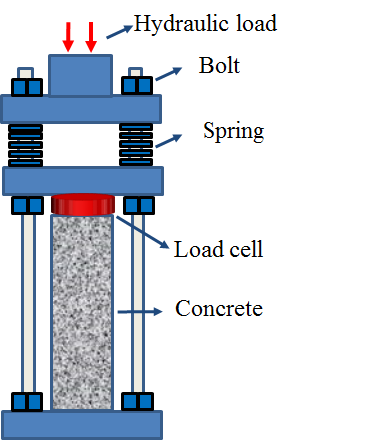 Hydraulic load
Bolt
Spring
Load cell
Concrete